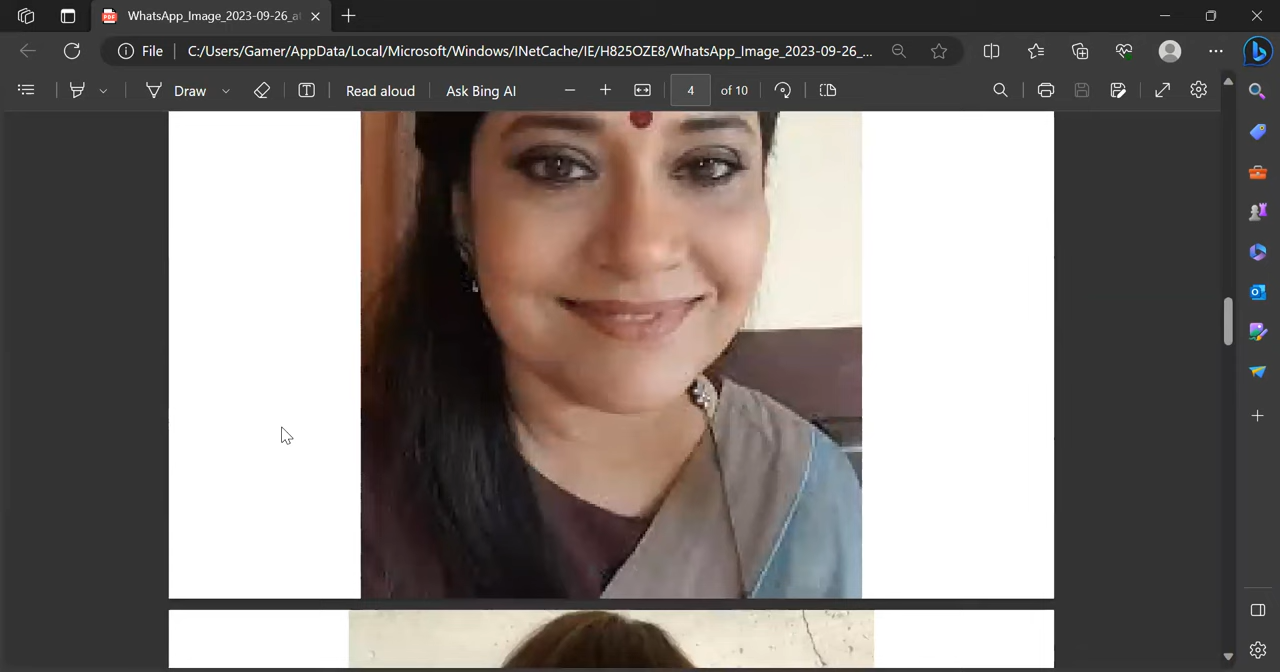 WhatsApp_Image_2023-09-26_at
File
C:/Users/Gamer/AppData/Local/Microsoft/Windows/INetCache/IE/H825OZE8/WhatsApp_Image_2023-09-26_...
Draw
Read aloud
Ask Bing AI
4
of 10